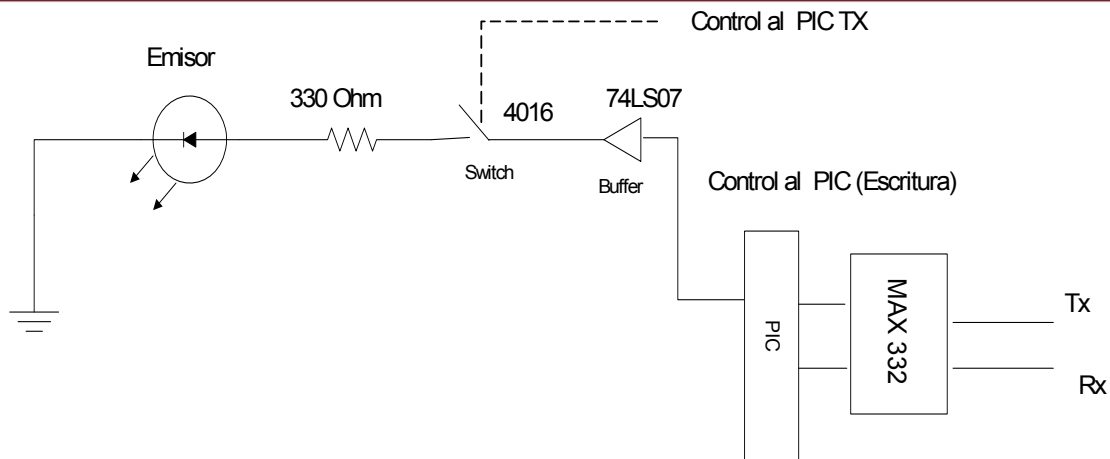 Control al PIC TX
Emisor
330 Ohm
4016
74LS07
Switch
Buffer
Control al PIC (Escritura)
PIC
MAX 332
Tx
Rx